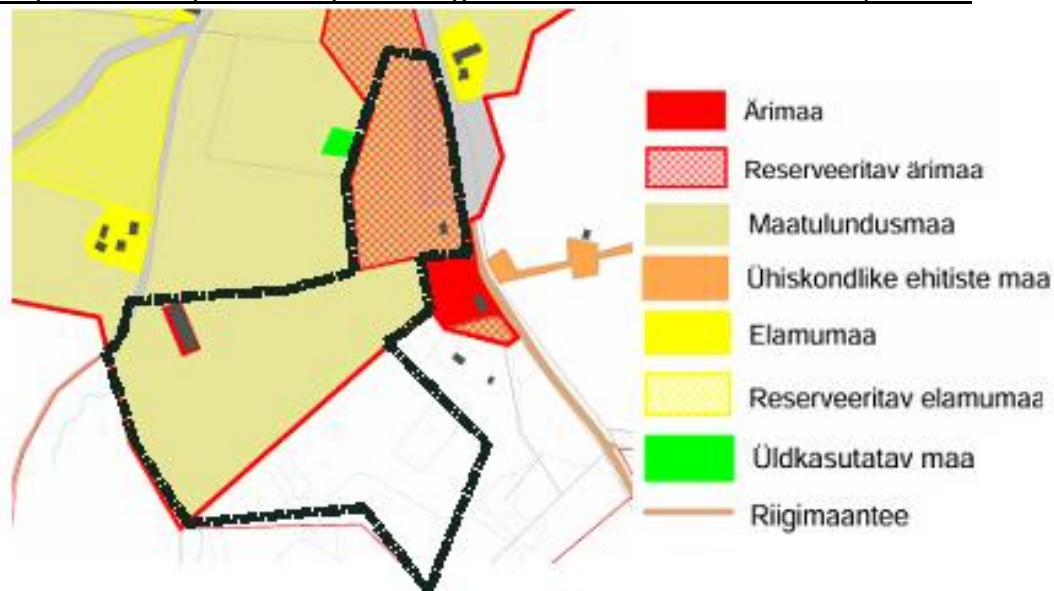 Ärimaa
Reserveeritav ärimaa
Maatulundusmaa
Ühiskondlike ehitiste maa
Elamumaa
Reserveeritav elamumaa
Üldkasutatav maa
Riigimaantee